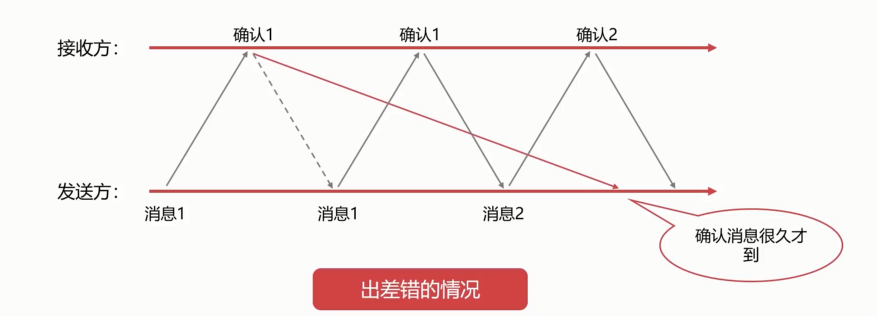 确认1
确认1
确认2
接收方：
发送方：
消息1
消息1
消息2
确认消息很久才
到
出差错的情况